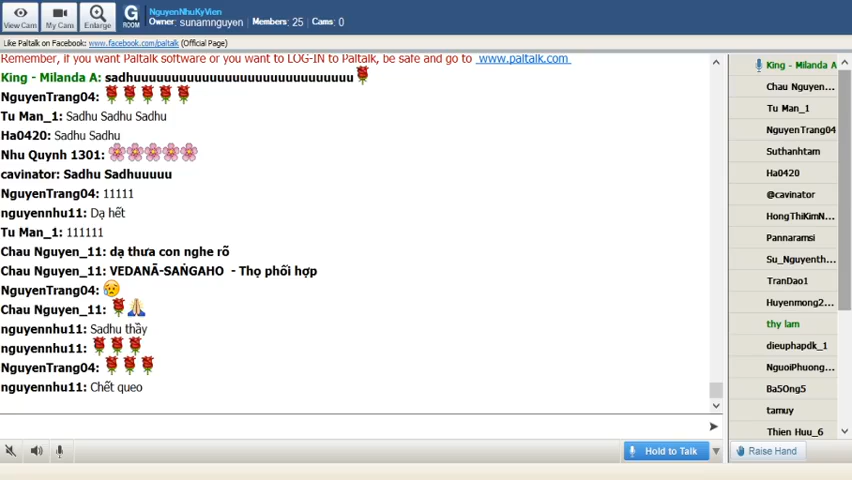 View Cam
My Cam
Enlarge
G ROOM
NguyenNhuKyVien
Owner: sunamnguyen Members: 25 Cams: 0
Like Paltalk on Facebook: www.facebook.com/paltalk (Official Page)
Remember, if you want Paltalk software or you want to LOG-IN to Paltalk, be safe and go to www.paltalk.com
NguyenTrang04:
Tu Man_1: Sadhu Sadhu Sadhu
Ha0420: Sadhu Sadhu
Nhu Quynh 1301:
cavinator: Sadhu Sadhuuuuu
NguyenTrang04: 11111
nguyennhu11: Dạ hết
Tu Man_1: 111111
Chau Nguyen_11: dạ thưa con nghe rõ
Chau Nguyen_11: VEDANĀ-SAṄGAHO - Thọ phối hợp
NguyenTrang04:
Chau Nguyen_11:
nguyennhu11: Sadhu thầy
nguyennhu11:
NguyenTrang04:
nguyennhu11: Chết queo
King - Milanda A
Chau Nguyen...
Tu Man_1
NguyenTrang04
Suthanhtam
Ha0420
@cavinator
HongThiKimN...
Pannaramsi
Su_Nguyenth...
TranDao1
Huyenmong2...
thy lam
dieuphapdk_1
NguoiPhuong...
Ba5Ong5
tamuy
Thien Huu_6
Hold to Talk
Raise Hand